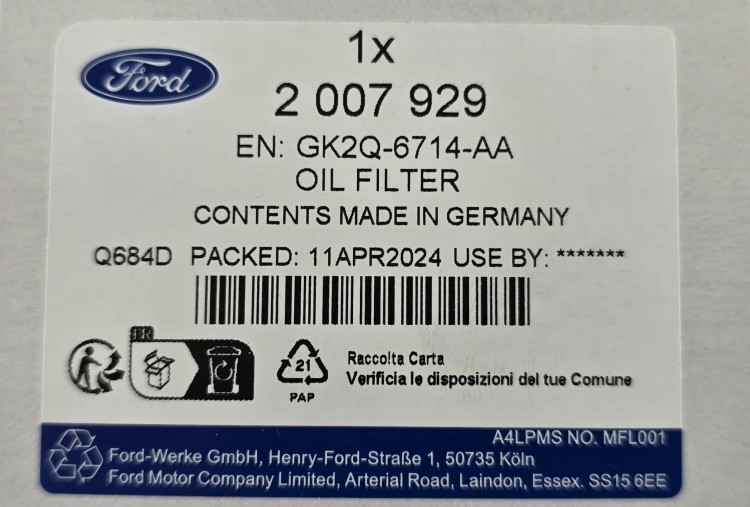 Ford
1x
2 007 929
EN: GK2Q-6714-AA
OIL FILTER
CONTENTS MADE IN GERMANY
Q684D PACKED: 11APR2024 USE BY: *******
FR
21
PAP
Raccolta Carta
Verificia le disposizioni del tue Comune
A4LPMS NO. MFL001
Ford-Werke GmbH, Henry-Ford-Straße 1, 50735 Köln
Ford Motor Company Limited, Arterial Road, Laindon, Essex. SS15 6EE